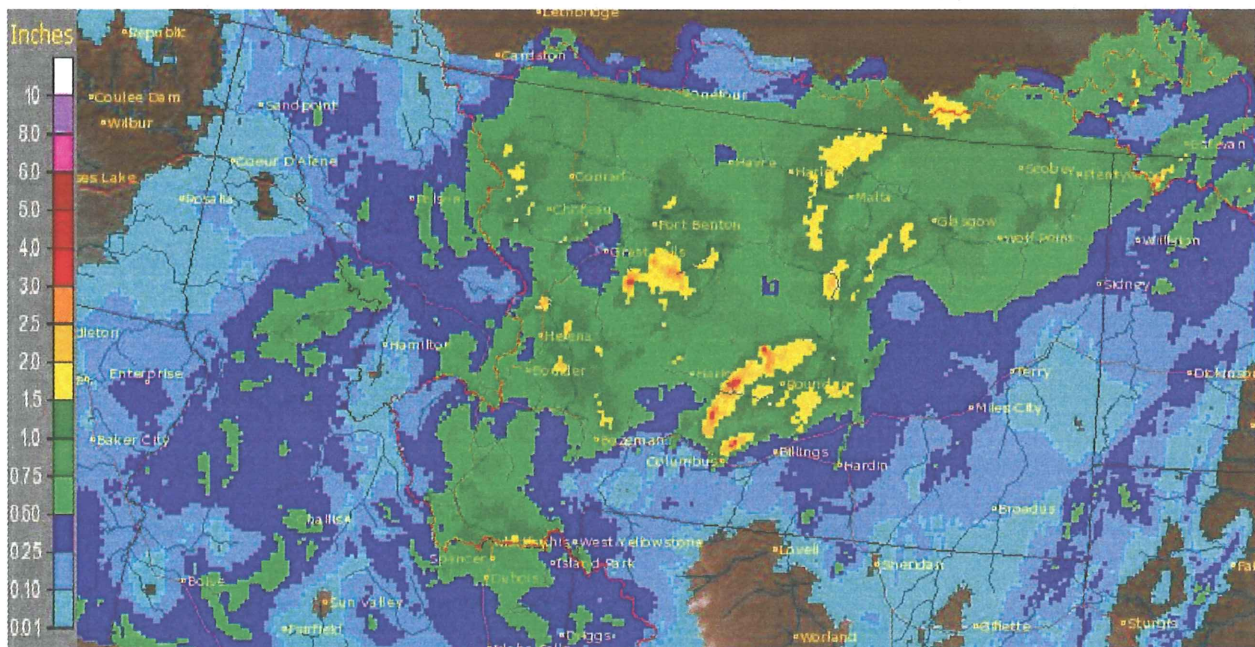 Inches
10
8.0
6.0
5.0
4.0
3.0
2.5
2.0
1.5
1.0
0.75
0.50
0.25
0.10
0.01
Lethbridge
Republic
Cardston
Coulee Dam
Sandpoint
Wilbur
Estevan
Coeur D'Alene
Havre
Scobey
Plentywood
ses Lake
Conrad
Rosalia
Malta
Choteau
Fort Benton
Glasgow
Wolf Point
Williston
Great Falls
Sidney
Helena
dleton
Hamilton
Enterprise
Boulder
Roundup
Terry
Dickinson
Miles City
Baker City
Bozeman
Billings
Columbus
Hardin
Broadus
hallis
West Yellowstone
Lovell
Spencer
Island Park
Sheridan
Dubois
Boise
Sun Valley
Fairfield
Driggs
Worland
Gillette
Sturgis